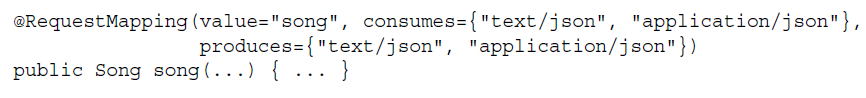 @RequestMapping(value="song", consumes={"text/json", "application/json"},
                produces={"text/json", "application/json"})
public Song song(...) { ... }